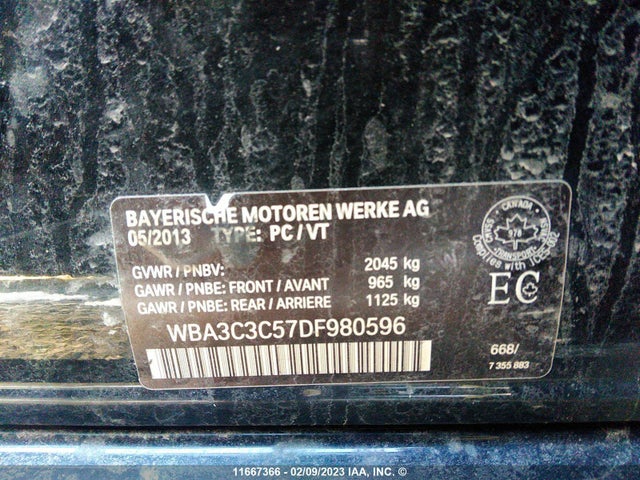 BAYERISCHE MOTOREN WERKE AG
05/2013 TYPE: PC / VT
GVWR / PNBV: 2045 kg
GAWR / PNBE: FRONT / AVANT 965 kg
GAWR / PNBE: REAR / ARRIERE 1125 kg
WBA3C3C57DF980596
CANADA
978
TRANSPORT
EC
668/
7 355 883
11667366 - 02/09/2023 IAA, INC. ©